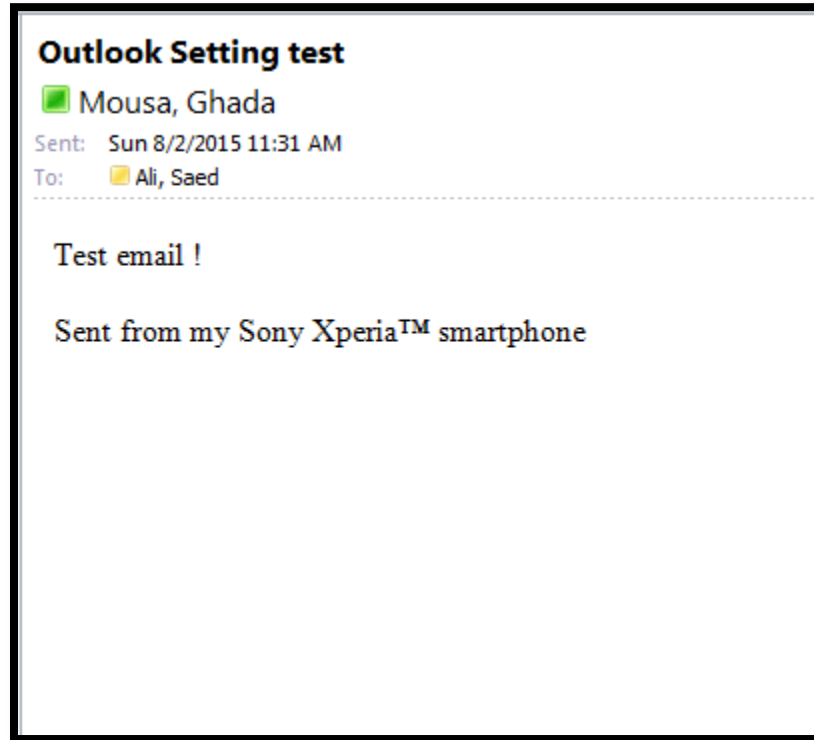 Outlook Setting test
Mousa, Ghada
Sent: Sun 8/2/2015 11:31 AM
To: Ali, Saed
Test email !
Sent from my Sony Xperia™ smartphone